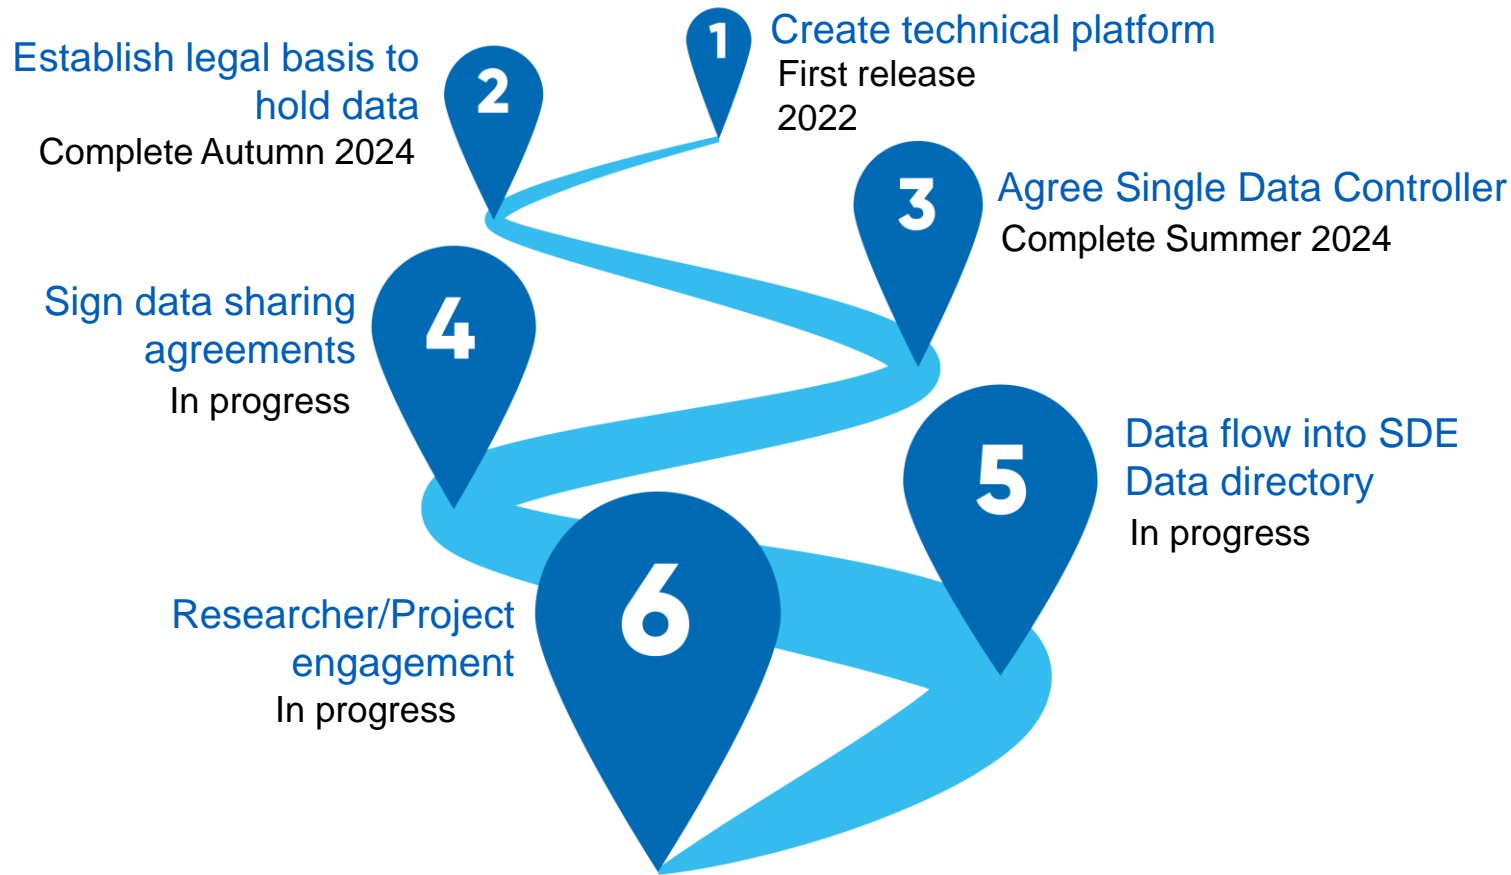 1
Create technical platform
First release
2022
2
Establish legal basis to
hold data
Complete Autumn 2024
3
Agree Single Data Controller
Complete Summer 2024
4
Sign data sharing
agreements
In progress
5
Data flow into SDE
Data directory
In progress
6
Researcher/Project
engagement
In progress